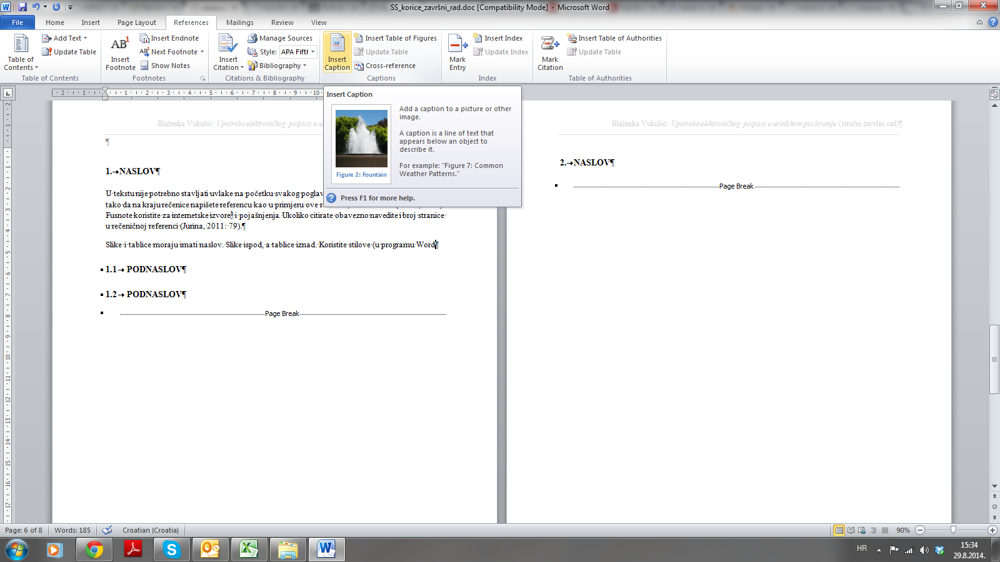 SS_korice_završni_rad.doc [Compatibility Mode] - Microsoft Word
File Home Insert Page Layout References Mailings Review View
Table of Contents
Add Text
Update Table
Table of Contents
AB¹
Insert Footnote
Insert Endnote
Next Footnote
Show Notes
Footnotes
Insert Citation
Manage Sources
Style: APA Fifth
Bibliography
Citations & Bibliography
Insert Caption
Insert Table of Figures
Update Table
Cross-reference
Captions
Mark Entry
Insert Index
Update Index
Index
Mark Citation
Insert Table of Authorities
Update Table
Table of Authorities
Insert Caption
Figure 2: Fountain
Add a caption to a picture or other
image.
A caption is a line of text that
appears below an object to
describe it.
For example: "Figure 7: Common
Weather Patterns."
Press F1 for more help.
Blaženka Vukušić: Upotreba elektroničkog potpisa u u
¶
1.→NASLOV¶
U tekstu nije potrebno stavljati uvlake na početku svakog poglav
tako da na kraju rečenice napišete referencu kao u primjeru ove r
Fusnote koristite za internetske izvore i pojašnjenja. Ukoliko citirate obavezno navedite i broj stranice
u rečeničnoj referenci (Jurina, 2011: 79).¶
Slike i tablice moraju imati naslov. Slike ispod, a tablice iznad. Koristite stilove (u programu Word¶
1.1→ PODNASLOV¶
1.2→ PODNASLOV¶
Page Break
Blaženka Vukušić: Upotreba elektroničkog potpisa u uredskom poslovanju (stručni završni rad)¶
2.→NASLOV¶
Page Break
Page: 6 of 8 Words: 185 Croatian (Croatia) 90%
HR 15:34
29.8.2014.